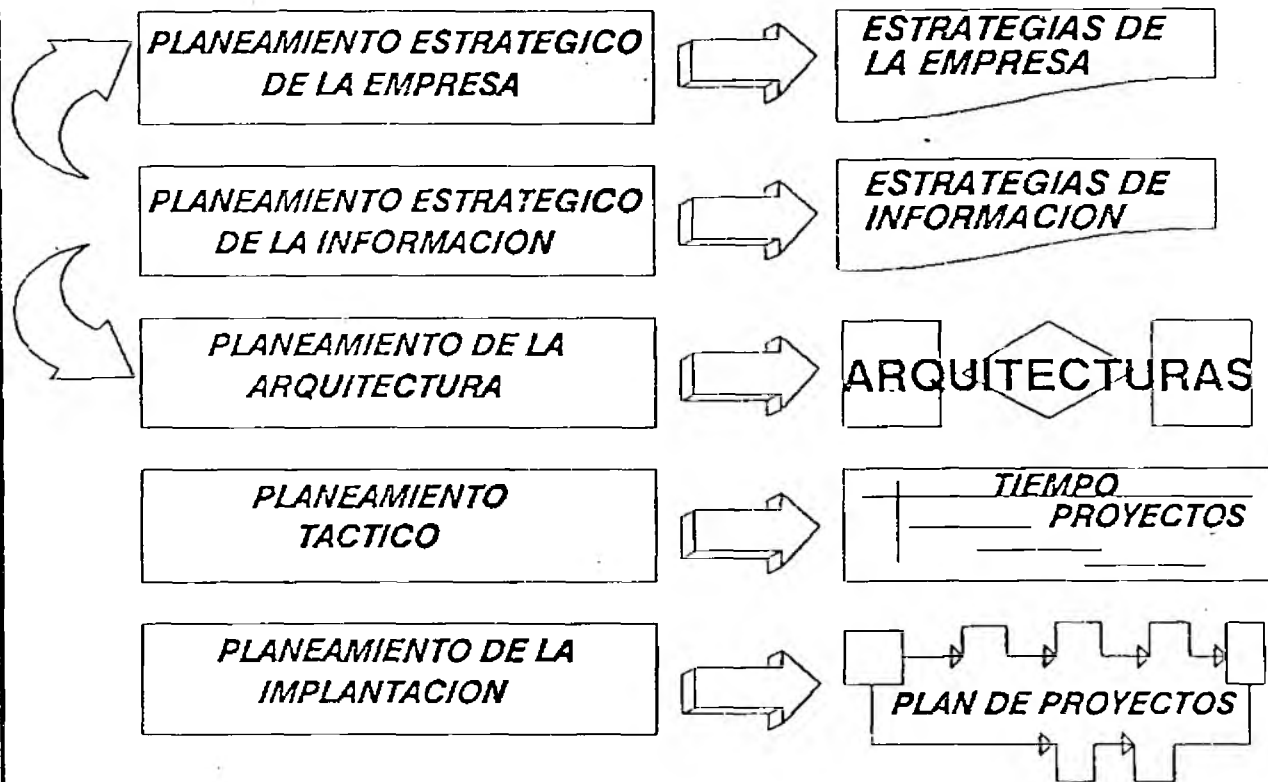 PLANEAMIENTO ESTRATEGICO
DE LA EMPRESA
ESTRATEGIAS DE
LA EMPRESA
PLANEAMIENTO ESTRATEGICO
DE LA INFORMACION
ESTRATEGIAS DE
INFORMACION
PLANEAMIENTO DE LA
ARQUITECTURA
ARQUITECTURAS
PLANEAMIENTO
TACTICO
TIEMPO
PROYECTOS
PLANEAMIENTO DE LA
IMPLANTACION
PLAN DE PROYECTOS